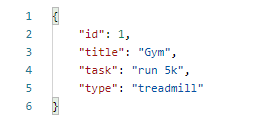 1 {
2 "id": 1,
3 "title": "Gym",
4 "task": "run 5k",
5 "type": "treadmill"
6 }